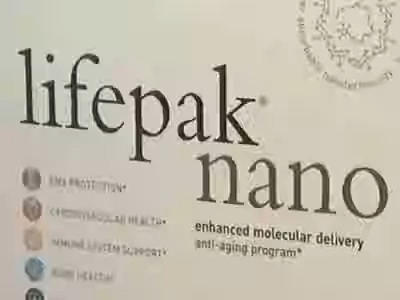 lifepak®
nano
enhanced molecular delivery
anti-aging program*
DNA PROTECTION*
CARDIOVASCULAR HEALTH*
IMMUNE SYSTEM SUPPORT*
BONE HEALTH*